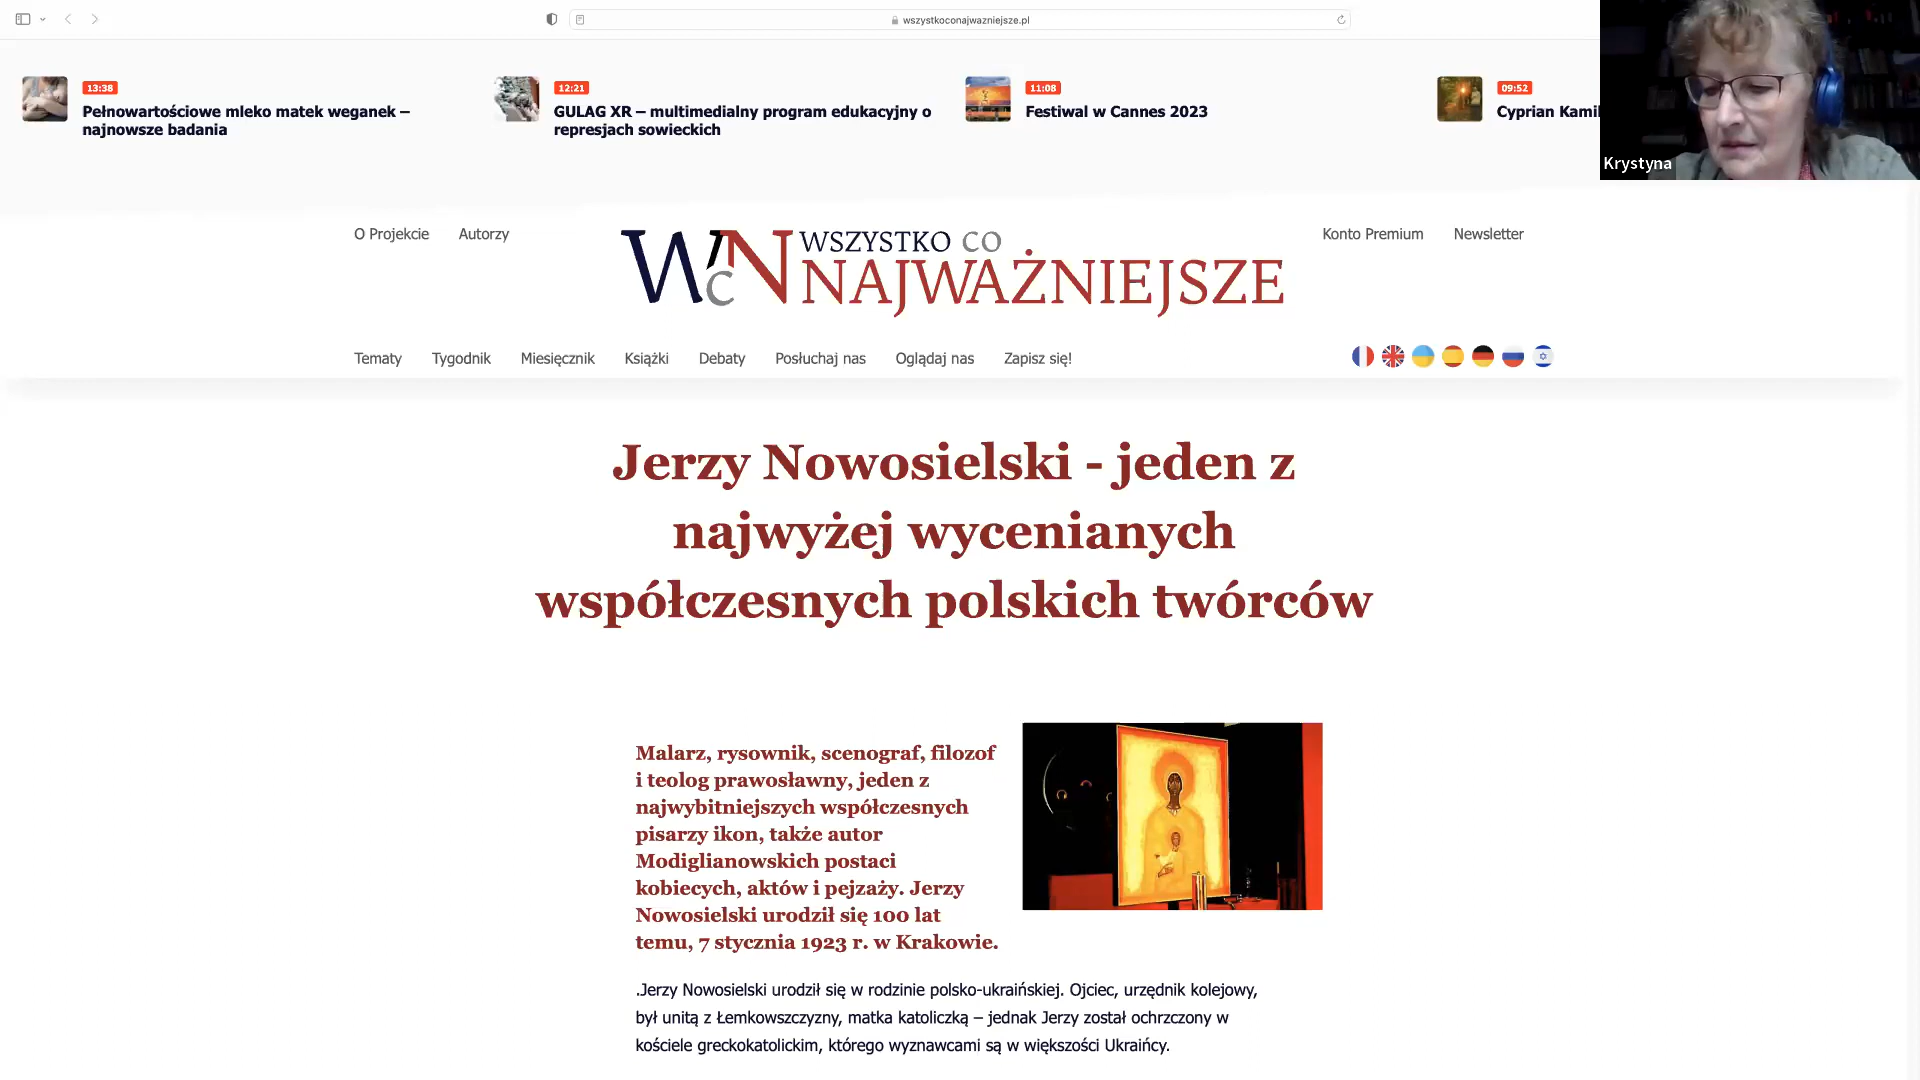 wszystkoconajwazniejsze.pl
13:38
Pełnowartościowe mleko matek weganek –
najnowsze badania
12:21
GULAG XR – multimedialny program edukacyjny o
represjach sowieckich
11:08
Festiwal w Cannes 2023
09:52
Cyprian Kamil
Krystyna
O Projekcie
Autorzy
WCN WSZYSTKO CO
NAJWAŻNIEJSZE
Konto Premium
Newsletter
Tematy
Tygodnik
Miesięcznik
Książki
Debaty
Posłuchaj nas
Oglądaj nas
Zapisz się!
Jerzy Nowosielski - jeden z
najwyżej wycenianych
współczesnych polskich twórców
Malarz, rysownik, scenograf, filozof
i teolog prawosławny, jeden z
najwybitniejszych współczesnych
pisarzy ikon, także autor
Modiglianowskich postaci
kobiecych, aktów i pejzaży. Jerzy
Nowosielski urodził się 100 lat
temu, 7 stycznia 1923 r. w Krakowie.
.Jerzy Nowosielski urodził się w rodzinie polsko-ukraińskiej. Ojciec, urzędnik kolejowy,
był unitą z Łemkowszczyzny, matka katoliczką – jednak Jerzy został ochrzczony w
kościele greckokatolickim, którego wyznawcami są w większości Ukraińcy.